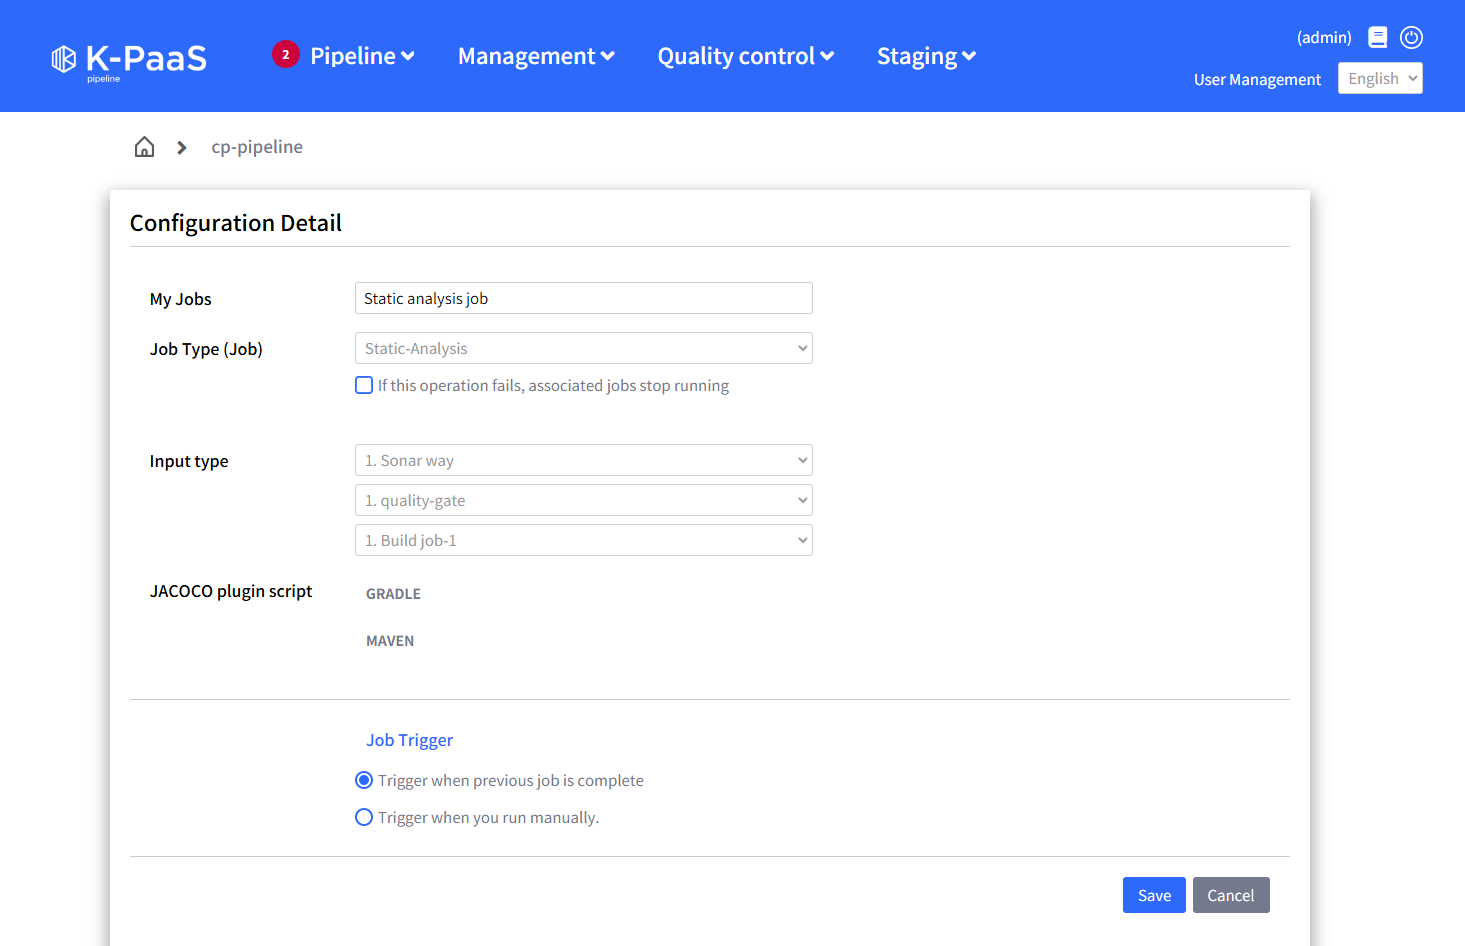 K-PaaS
pipeline
2 Pipeline Management Quality control Staging
(admin)
User Management English
cp-pipeline
Configuration Detail
My Jobs Static analysis job
Job Type (Job) Static-Analysis
If this operation fails, associated jobs stop running
Input type 1. Sonar way
1. quality-gate
1. Build job-1
JACOCO plugin script GRADLE
MAVEN
Job Trigger
Trigger when previous job is complete
Trigger when you run manually.
Save Cancel